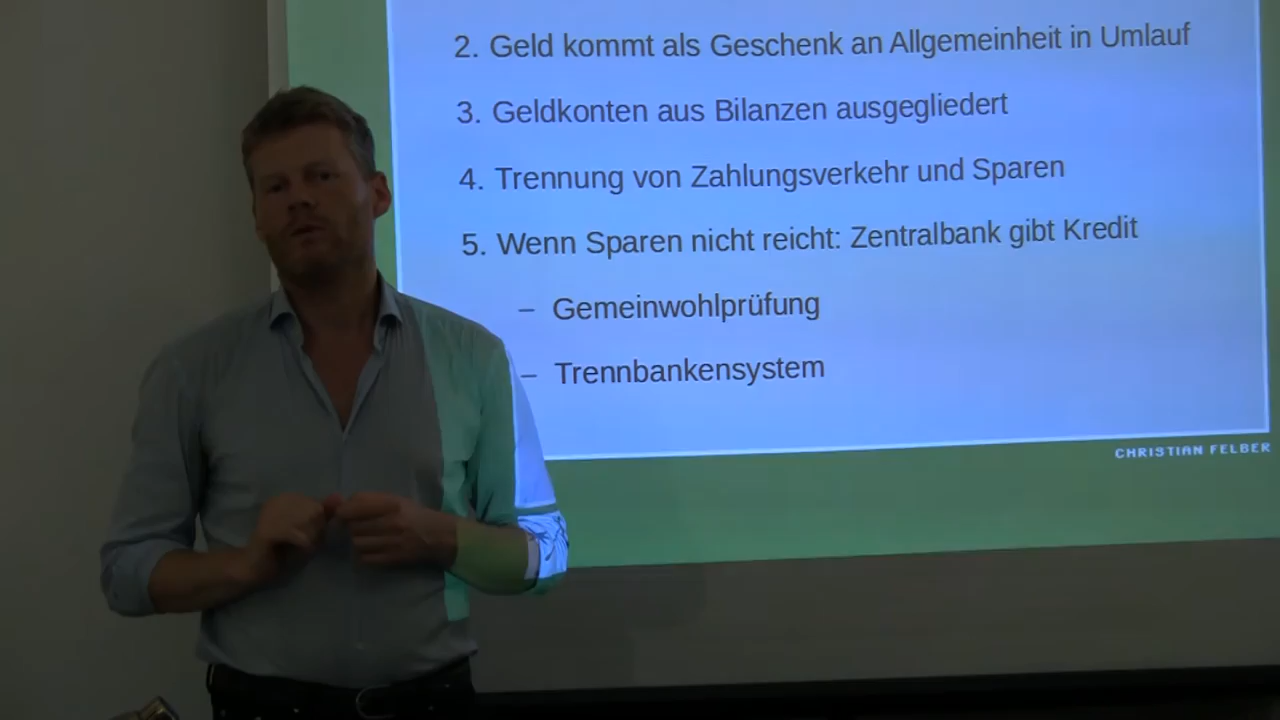 2. Geld kommt als Geschenk an Allgemeinheit in Umlauf
3. Geldkonten aus Bilanzen ausgegliedert
4. Trennung von Zahlungsverkehr und Sparen
5. Wenn Sparen nicht reicht: Zentralbank gibt Kredit
– Gemeinwohlprüfung
– Trennbankensystem
CHRISTIAN FELBER